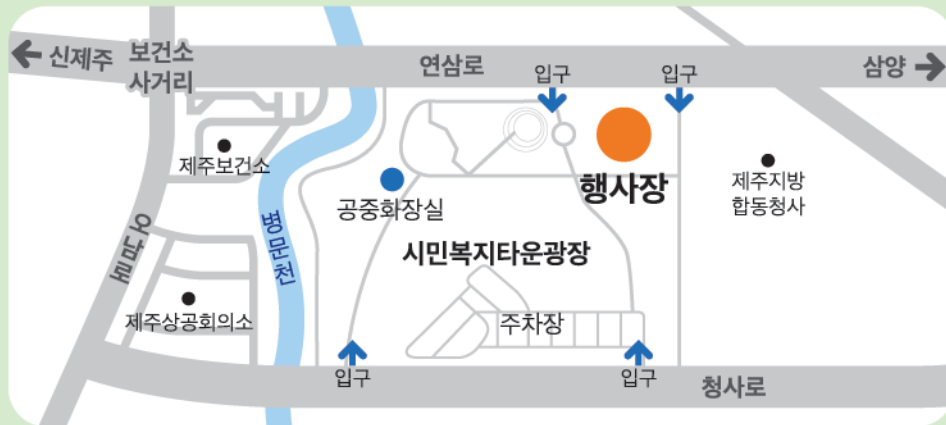 신제주
보건소
사거리
연삼로
삼양
입구
입구
제주보건소
행사장
제주지방
합동청사
공중화장실
병문천
오남로
시민복지타운광장
제주상공회의소
주차장
입구
입구
청사로